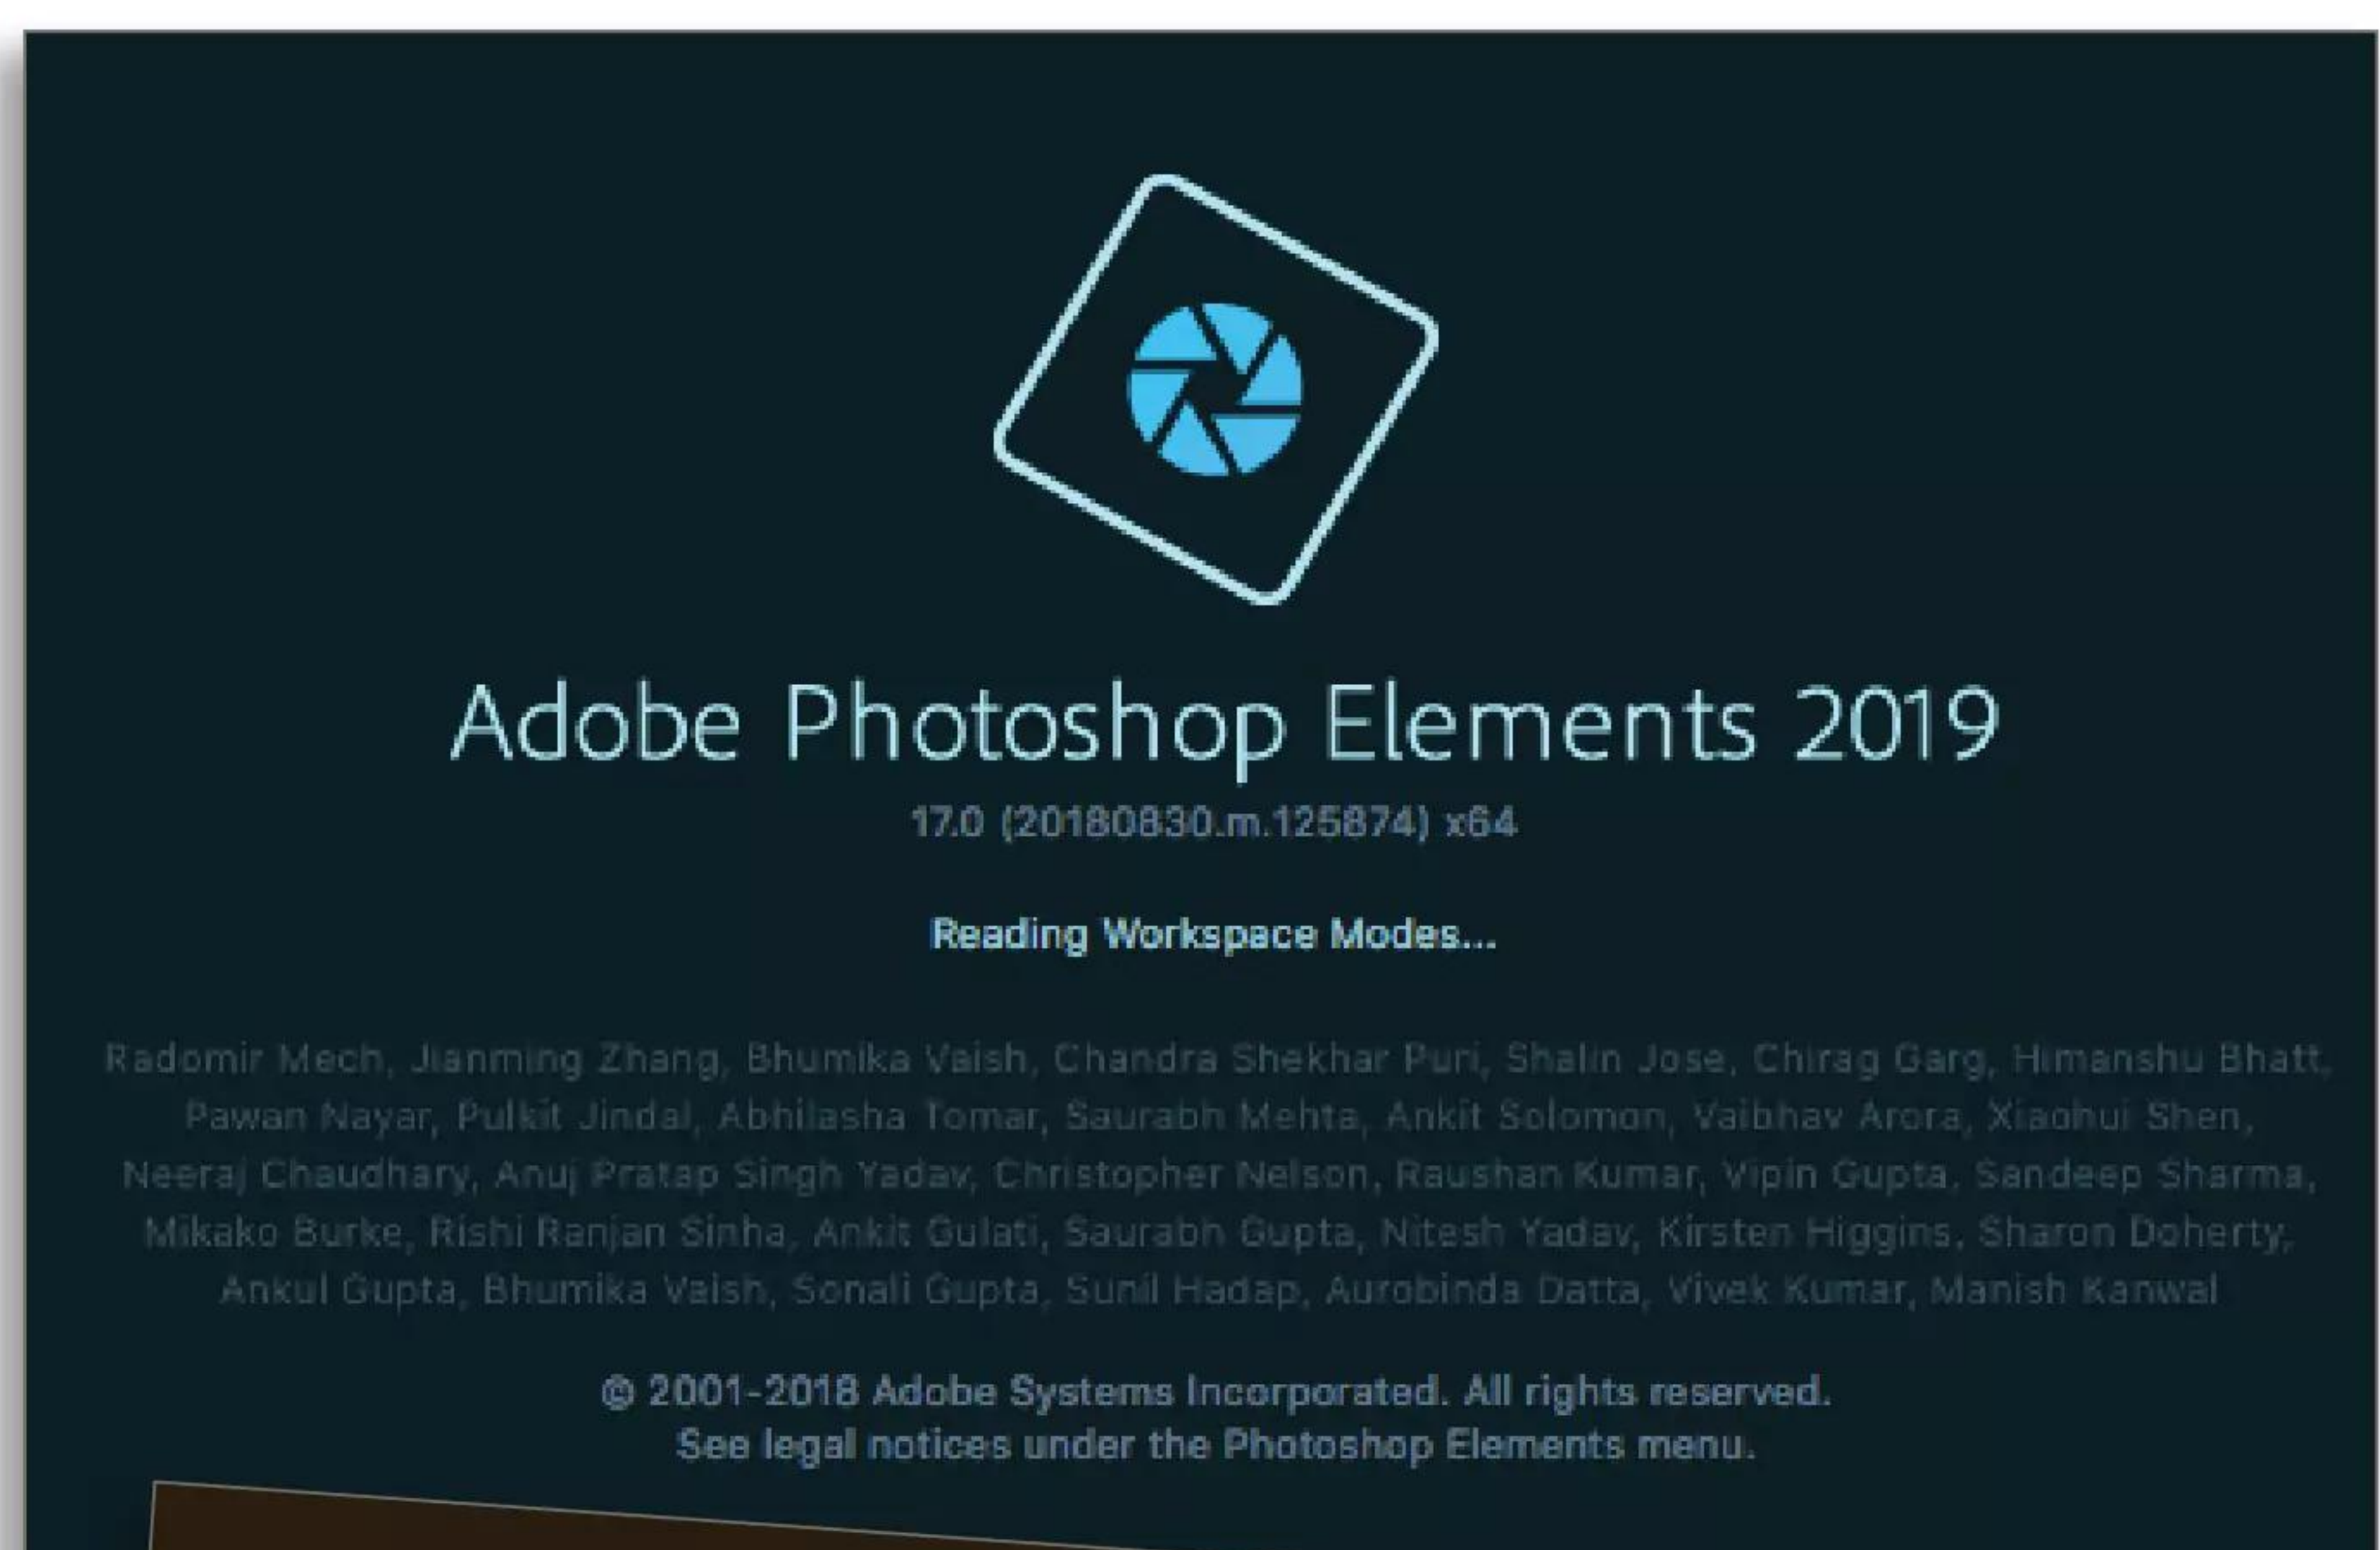 Adobe Photoshop Elements 2019
17.0 (20180830.m.125874) x64
Reading Workspace Modes...
Radomir Mech, Jianming Zhang, Bhumika Vaish, Chandra Shekhar Puri, Shalin Jose, Chirag Garg, Himanshu Bhatt,
Pawan Nayar, Pulkit Jindal, Abhilasha Tomar, Saurabh Mehta, Ankit Solomon, Vaibhav Arora, Xiaohui Shen,
Neeraj Chaudhary, Anuj Pratap Singh Yadav, Christopher Nelson, Raushan Kumar, Vipin Gupta, Sandeep Sharma,
Mikako Burke, Rishi Ranjan Sinha, Ankit Gulati, Saurabh Gupta, Nitesh Yadav, Kirsten Higgins, Sharon Doherty,
Ankul Gupta, Bhumika Vaish, Sonali Gupta, Sunil Hadap, Aurobinda Datta, Vivek Kumar, Manish Kanwal
© 2001-2018 Adobe Systems Incorporated. All rights reserved.
See legal notices under the Photoshop Elements menu.